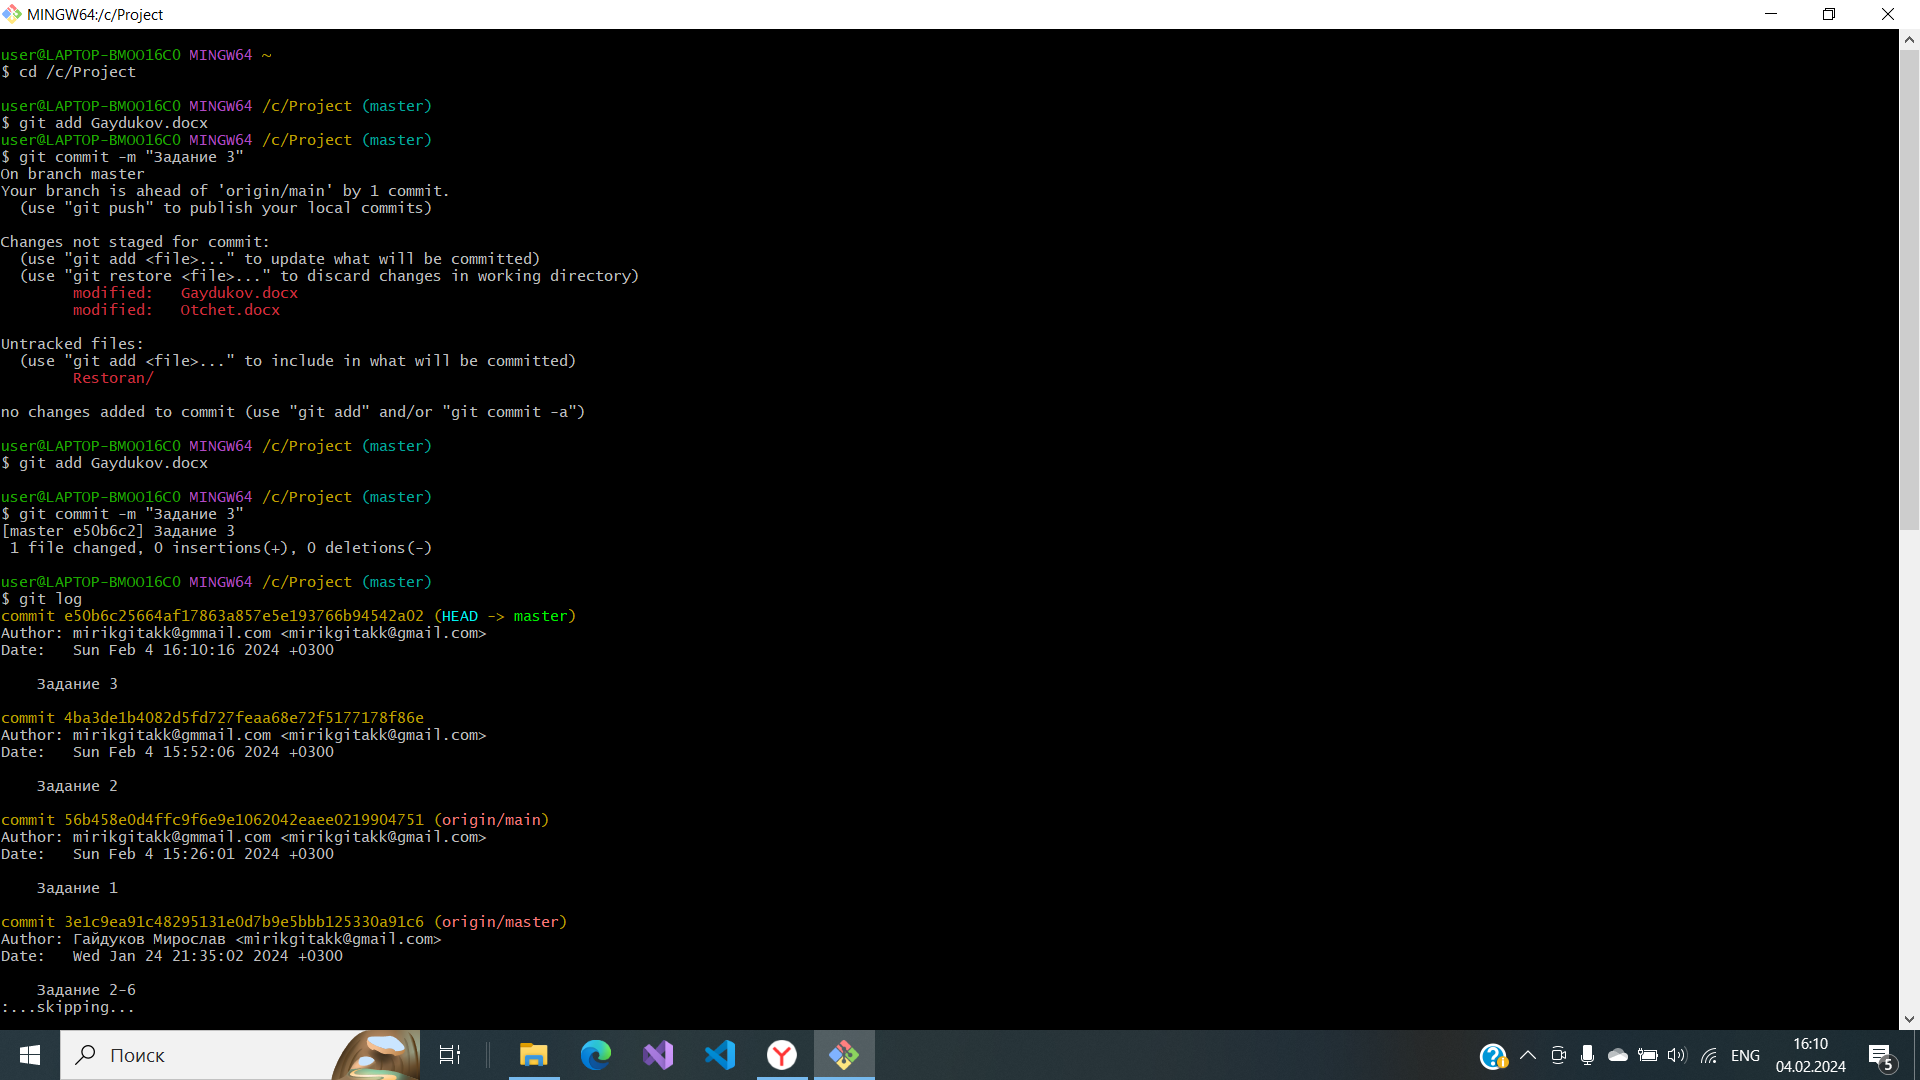 MINGW64:/c/Project
user@LAPTOP-BMOO16CO MINGW64 ~
$ cd /c/Project
user@LAPTOP-BMOO16CO MINGW64 /c/Project (master)
$ git add Gaydukov.docx
user@LAPTOP-BMOO16CO MINGW64 /c/Project (master)
$ git commit -m "Задание 3"
On branch master
Your branch is ahead of 'origin/main' by 1 commit.
(use "git push" to publish your local commits)
Changes not staged for commit:
(use "git add <file>..." to update what will be committed)
(use "git restore <file>..." to discard changes in working directory)
modified:   Gaydukov.docx
modified:   Otchet.docx
Untracked files:
(use "git add <file>..." to include in what will be committed)
Restoran/
no changes added to commit (use "git add" and/or "git commit -a")
user@LAPTOP-BMOO16CO MINGW64 /c/Project (master)
$ git add Gaydukov.docx
user@LAPTOP-BMOO16CO MINGW64 /c/Project (master)
$ git commit -m "Задание 3"
[master e50b6c2] Задание 3
1 file changed, 0 insertions(+), 0 deletions(-)
user@LAPTOP-BMOO16CO MINGW64 /c/Project (master)
$ git log
commit e50b6c25664af17863a857e5e193766b94542a02 (HEAD -> master)
Author: mirikgitakk@gmmail.com <mirikgitakk@gmail.com>
Date:   Sun Feb 4 16:10:16 2024 +0300
Задание 3
commit 4ba3de1b4082d5fd727feaa68e72f5177178f86e
Author: mirikgitakk@gmmail.com <mirikgitakk@gmail.com>
Date:   Sun Feb 4 15:52:06 2024 +0300
Задание 2
commit 56b458e0d4ffc9f6e9e1062042eaee0219904751 (origin/main)
Author: mirikgitakk@gmmail.com <mirikgitakk@gmail.com>
Date:   Sun Feb 4 15:26:01 2024 +0300
Задание 1
commit 3e1c9ea91c48295131e0d7b9e5bbb125330a91c6 (origin/master)
Author: Гайдуков Мирослав <mirikgitakk@gmail.com>
Date:   Wed Jan 24 21:35:02 2024 +0300
Задание 2-6
:...skipping...
Поиск
ENG
16:10
04.02.2024
5